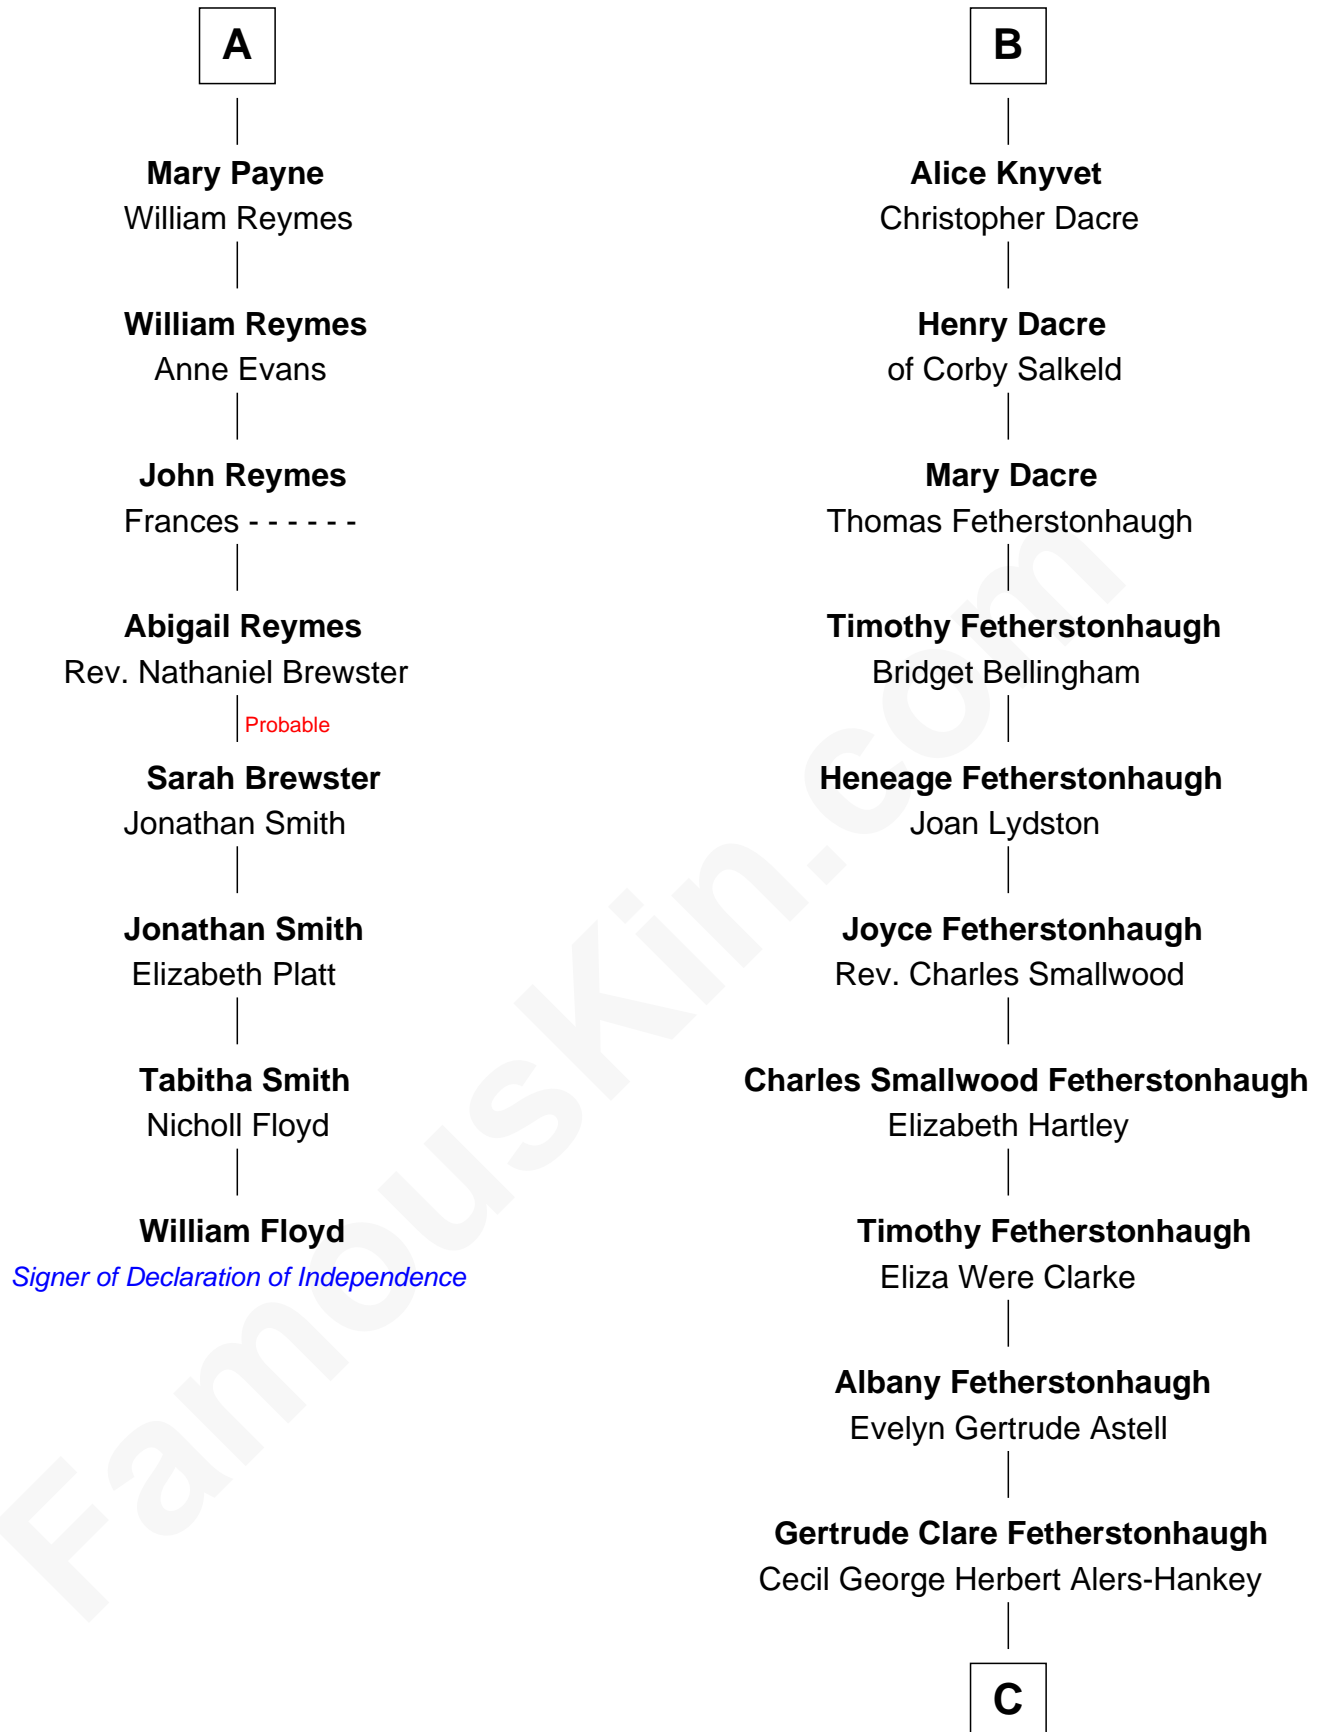 A
Mary Payne
William Reymes
William Reymes
Anne Evans
John Reymes
Frances - - - - - -
Abigail Reymes
Rev. Nathaniel Brewster
Probable
Sarah Brewster
Jonathan Smith
Jonathan Smith
Elizabeth Platt
Tabitha Smith
Nicholl Floyd
William Floyd
Signer of Declaration of Independence
B
Alice Knyvet
Christopher Dacre
Henry Dacre
of Corby Salkeld
Mary Dacre
Thomas Fetherstonhaugh
Timothy Fetherstonhaugh
Bridget Bellingham
Heneage Fetherstonhaugh
Joan Lydston
Joyce Fetherstonhaugh
Rev. Charles Smallwood
Charles Smallwood Fetherstonhaugh
Elizabeth Hartley
Timothy Fetherstonhaugh
Eliza Were Clarke
Albany Fetherstonhaugh
Evelyn Gertrude Astell
Gertrude Clare Fetherstonhaugh
Cecil George Herbert Alers-Hankey
C
FamousKin.com